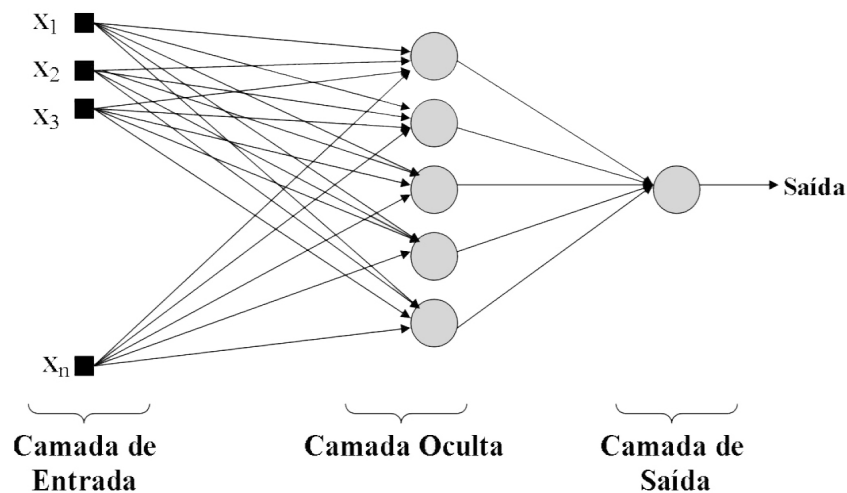 X1
X2
X3
Saída
Xn
Camada de
Entrada
Camada Oculta
Camada de
Saída